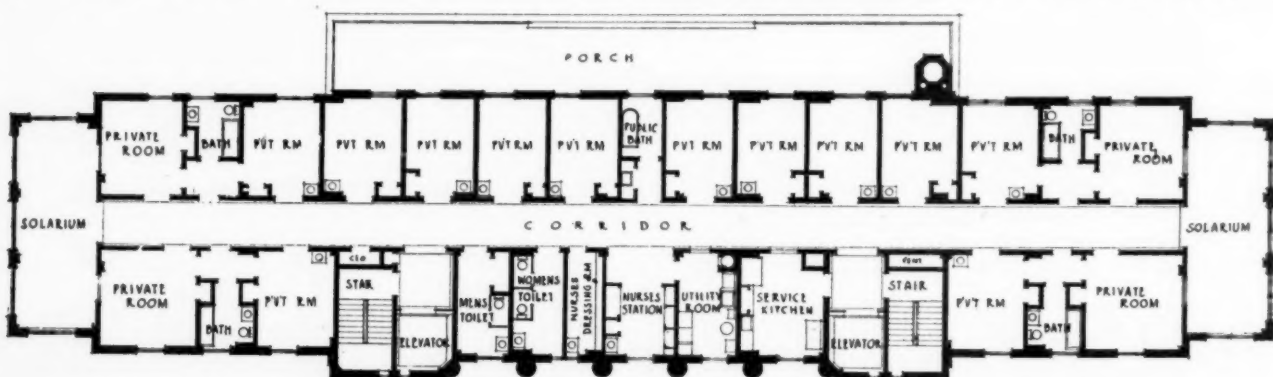 PORCH
PRIVATE
ROOM
BATH
PVT RM
PVT RM
PVT RM
PVT RM
PVT RM
PUBLIC
BATH
PVT RM
PVT RM
PVT RM
PVT RM
PVT RM
BATH
PRIVATE
ROOM
SOLARIUM
CORRIDOR
SOLARIUM
PRIVATE
ROOM
BATH
PVT RM
CLO
STAIR
ELEVATOR
MENS
TOILET
WOMENS
TOILET
NURSES
DRESSING RM
NURSES
STATION
UTILITY
ROOM
SERVICE
KITCHEN
ELEVATOR
STAIR
PVT RM
BATH
PRIVATE
ROOM